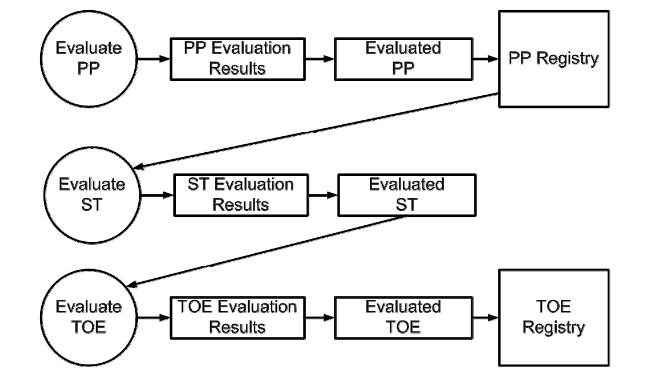 Evaluate
PP
PP Evaluation
Results
Evaluated
PP
PP Registry
Evaluate
ST
ST Evaluation
Results
Evaluated
ST
Evaluate
TOE
TOE Evaluation
Results
Evaluated
TOE
TOE
Registry